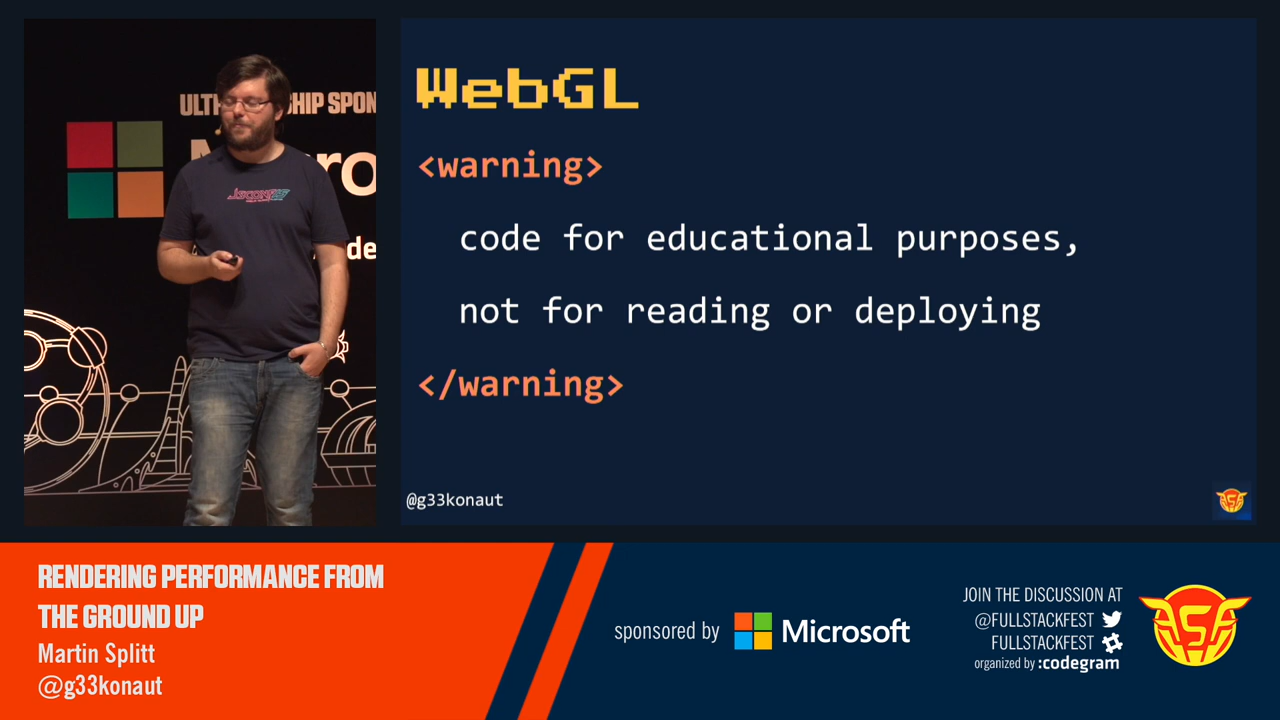 WebGL
<warning>
code for educational purposes,
not for reading or deploying
</warning>
@g33konaut
RENDERING PERFORMANCE FROM
THE GROUND UP
Martin Splitt
@g33konaut
sponsored by Microsoft
JOIN THE DISCUSSION AT
@FULLSTACKFEST
FULLSTACKFEST
organized by :codegram